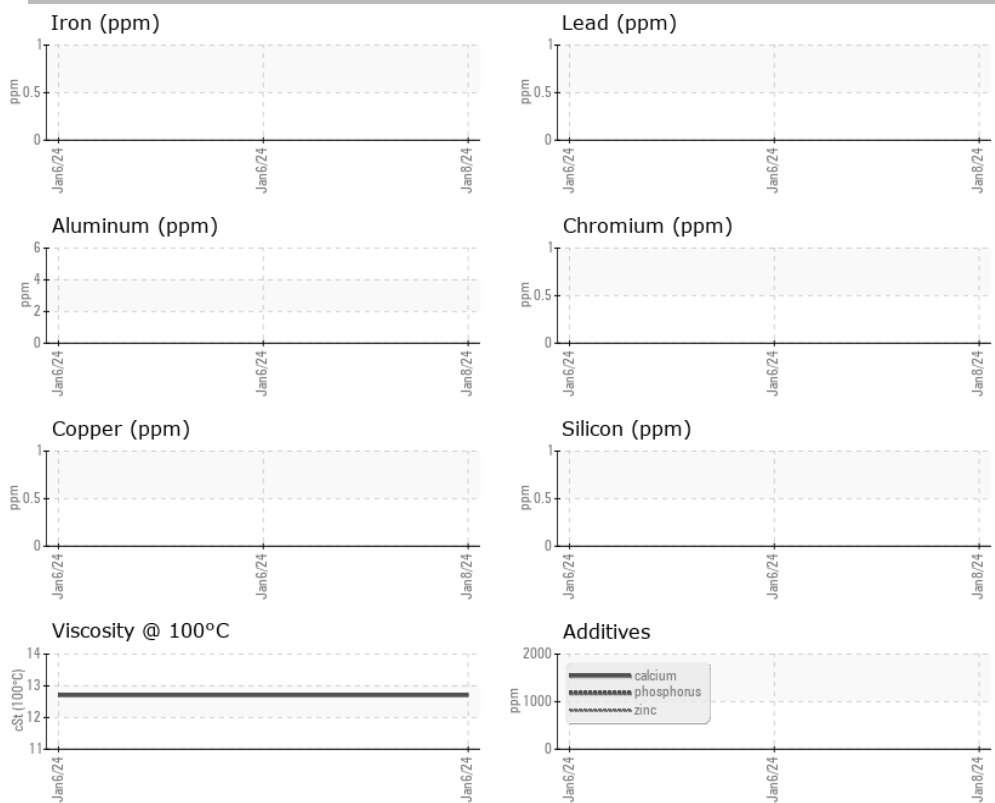 Iron (ppm)
ppm
1
0.5
0
Jan6/24
Jan6/24
Jan8/24
Lead (ppm)
ppm
1
0.5
0
Jan6/24
Jan6/24
Jan8/24
Aluminum (ppm)
ppm
6
4
2
0
Jan6/24
Jan6/24
Jan8/24
Chromium (ppm)
ppm
1
0.5
0
Jan6/24
Jan6/24
Jan8/24
Copper (ppm)
ppm
1
0.5
0
Jan6/24
Jan6/24
Jan8/24
Silicon (ppm)
ppm
1
0.5
0
Jan6/24
Jan6/24
Jan8/24
Viscosity @ 100°C
cSt (100°C)
14
13
12
11
Jan6/24
Jan6/24
Additives
ppm
2000
1000
0
calcium
phosphorus
zinc
Jan6/24
Jan6/24
Jan8/24